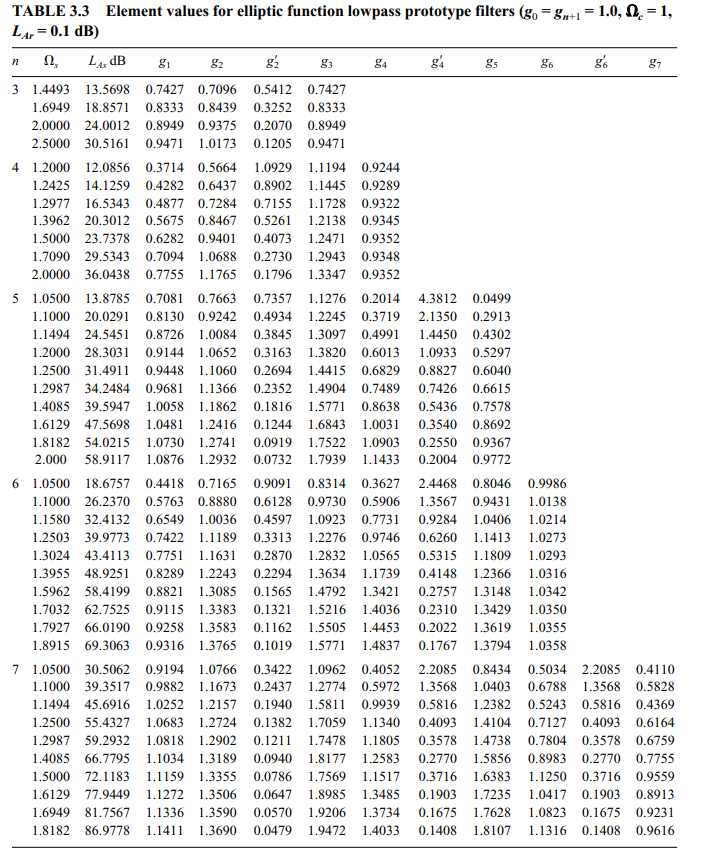 TABLE 3.3 Element values for elliptic function lowpass prototype filters (g₀ = gₙ₊₁ = 1.0, Ω꜀ = 1,
L_Ar = 0.1 dB)
n Ωₛ L_As dB g₁ g₂ g′₂ g₃ g₄ g′₄ g₅ g₆ g′₆ g₇
3 1.4493 13.5698 0.7427 0.7096 0.5412 0.7427
1.6949 18.8571 0.8333 0.8439 0.3252 0.8333
2.0000 24.0012 0.8949 0.9375 0.2070 0.8949
2.5000 30.5161 0.9471 1.0173 0.1205 0.9471
4 1.2000 12.0856 0.3714 0.5664 1.0929 1.1194 0.9244
1.2425 14.1259 0.4282 0.6437 0.8902 1.1445 0.9289
1.2977 16.5343 0.4877 0.7284 0.7155 1.1728 0.9322
1.3962 20.3012 0.5675 0.8467 0.5261 1.2138 0.9345
1.5000 23.7378 0.6282 0.9401 0.4073 1.2471 0.9352
1.7090 29.5343 0.7094 1.0688 0.2730 1.2943 0.9348
2.0000 36.0438 0.7755 1.1765 0.1796 1.3347 0.9352
5 1.0500 13.8785 0.7081 0.7663 0.7357 1.1276 0.2014 4.3812 0.0499
1.1000 20.0291 0.8130 0.9242 0.4934 1.2245 0.3719 2.1350 0.2913
1.1494 24.5451 0.8726 1.0084 0.3845 1.3097 0.4991 1.4450 0.4302
1.2000 28.3031 0.9144 1.0652 0.3163 1.3820 0.6013 1.0933 0.5297
1.2500 31.4911 0.9448 1.1060 0.2694 1.4415 0.6829 0.8827 0.6040
1.2987 34.2484 0.9681 1.1366 0.2352 1.4904 0.7489 0.7426 0.6615
1.4085 39.5947 1.0058 1.1862 0.1816 1.5771 0.8638 0.5436 0.7578
1.6129 47.5698 1.0481 1.2416 0.1244 1.6843 1.0031 0.3540 0.8692
1.8182 54.0215 1.0730 1.2741 0.0919 1.7522 1.0903 0.2550 0.9367
2.000 58.9117 1.0876 1.2932 0.0732 1.7939 1.1433 0.2004 0.9772
6 1.0500 18.6757 0.4418 0.7165 0.9091 0.8314 0.3627 2.4468 0.8046 0.9986
1.1000 26.2370 0.5763 0.8880 0.6128 0.9730 0.5906 1.3567 0.9431 1.0138
1.1580 32.4132 0.6549 1.0036 0.4597 1.0923 0.7731 0.9284 1.0406 1.0214
1.2503 39.9773 0.7422 1.1189 0.3313 1.2276 0.9746 0.6260 1.1413 1.0273
1.3024 43.4113 0.7751 1.1631 0.2870 1.2832 1.0565 0.5315 1.1809 1.0293
1.3955 48.9251 0.8289 1.2243 0.2294 1.3634 1.1739 0.4148 1.2366 1.0316
1.5962 58.4199 0.8821 1.3085 0.1565 1.4792 1.3421 0.2757 1.3148 1.0342
1.7032 62.7525 0.9115 1.3383 0.1321 1.5216 1.4036 0.2310 1.3429 1.0350
1.7927 66.0190 0.9258 1.3583 0.1162 1.5505 1.4453 0.2022 1.3619 1.0355
1.8915 69.3063 0.9316 1.3765 0.1019 1.5771 1.4837 0.1767 1.3794 1.0358
7 1.0500 30.5062 0.9194 1.0766 0.3422 1.0962 0.4052 2.2085 0.8434 0.5034 2.2085 0.4110
1.1000 39.3517 0.9882 1.1673 0.2437 1.2774 0.5972 1.3568 1.0403 0.6788 1.3568 0.5828
1.1494 45.6916 1.0252 1.2157 0.1940 1.5811 0.9939 0.5816 1.2382 0.5243 0.5816 0.4369
1.2500 55.4327 1.0683 1.2724 0.1382 1.7059 1.1340 0.4093 1.4104 0.7127 0.4093 0.6164
1.2987 59.2932 1.0818 1.2902 0.1211 1.7478 1.1805 0.3578 1.4738 0.7804 0.3578 0.6759
1.4085 66.7795 1.1034 1.3189 0.0940 1.8177 1.2583 0.2770 1.5856 0.8983 0.2770 0.7755
1.5000 72.1183 1.1159 1.3355 0.0786 1.7569 1.1517 0.3716 1.6383 1.1250 0.3716 0.9559
1.6129 77.9449 1.1272 1.3506 0.0647 1.8985 1.3485 0.1903 1.7235 1.0417 0.1903 0.8913
1.6949 81.7567 1.1336 1.3590 0.0570 1.9206 1.3734 0.1675 1.7628 1.0823 0.1675 0.9231
1.8182 86.9778 1.1411 1.3690 0.0479 1.9472 1.4033 0.1408 1.8107 1.1316 0.1408 0.9616